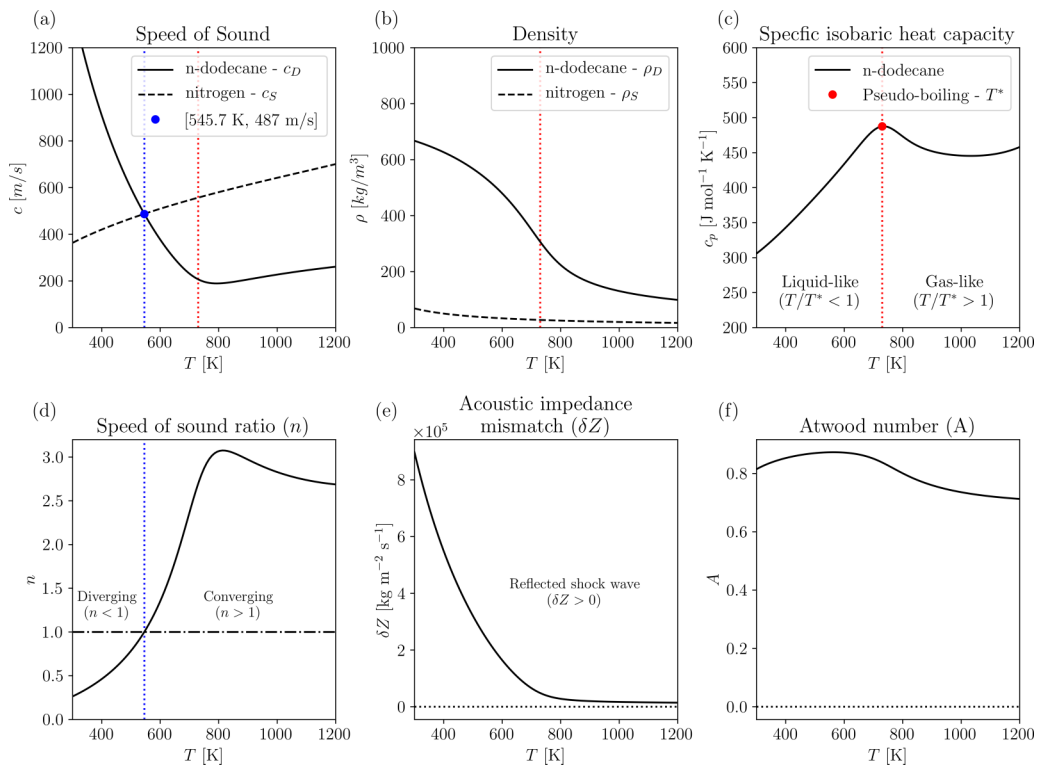 (a)
Speed of Sound
n-dodecane - c_D
nitrogen - c_S
[545.7 K, 487 m/s]
1200
1000
800
600
400
200
0
c [m/s]
400 600 800 1000 1200
T [K]
(b)
Density
n-dodecane - ρ_D
nitrogen - ρ_S
1000
800
600
400
200
0
ρ [kg/m³]
400 600 800 1000 1200
T [K]
(c)
Specfic isobaric heat capacity
n-dodecane
Pseudo-boiling - T*
600
550
500
450
400
350
300
250
200
c_p [J mol⁻¹ K⁻¹]
Liquid-like
(T/T* < 1)
Gas-like
(T/T* > 1)
400 600 800 1000 1200
T [K]
(d)
Speed of sound ratio (n)
3.0
2.5
2.0
1.5
1.0
0.5
0.0
n
Diverging
(n < 1)
Converging
(n > 1)
400 600 800 1000 1200
T [K]
(e)
Acoustic impedance
mismatch (δZ)
×10⁵
8
6
4
2
0
δZ [kg m⁻² s⁻¹]
Reflected shock wave
(δZ > 0)
400 600 800 1000 1200
T [K]
(f)
Atwood number (A)
0.8
0.6
0.4
0.2
0.0
A
400 600 800 1000 1200
T [K]